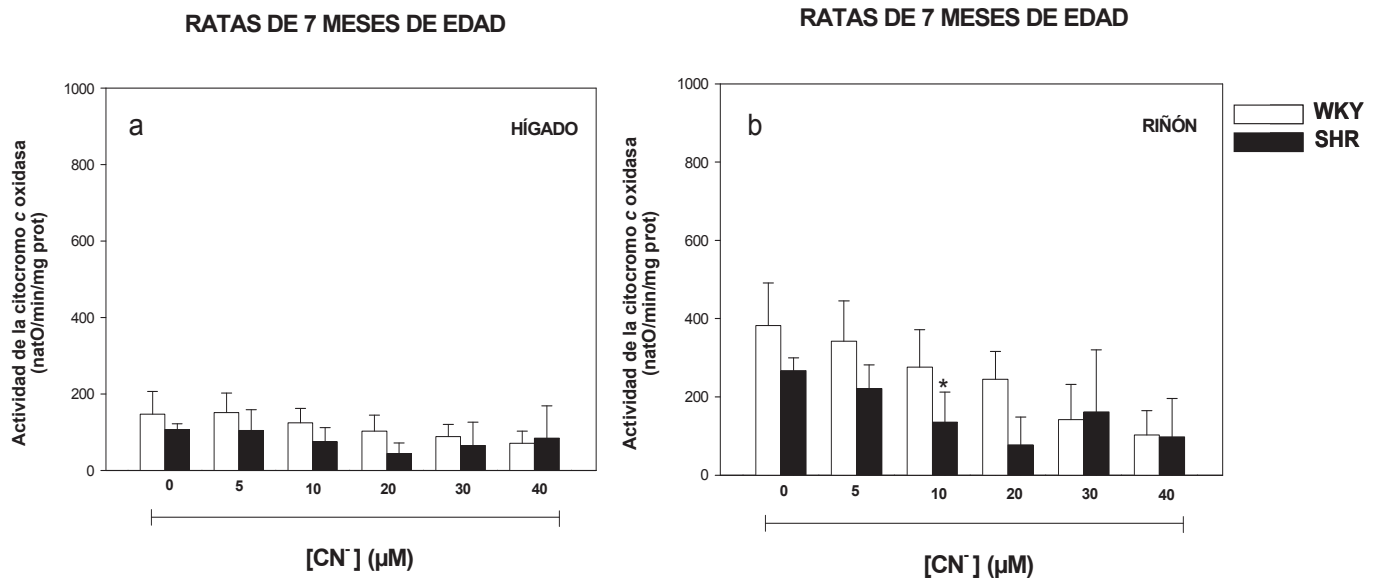 RATAS DE 7 MESES DE EDAD
Actividad de la citocromo c oxidasa
(natO/min/mg prot)
1000
800
600
400
200
0
a
HÍGADO
0 5 10 20 30 40
[CN⁻] (µM)
RATAS DE 7 MESES DE EDAD
Actividad de la citocromo c oxidasa
(natO/min/mg prot)
1000
800
600
400
200
0
b
RIÑÓN
*
0 5 10 20 30 40
[CN⁻] (µM)
WKY
SHR